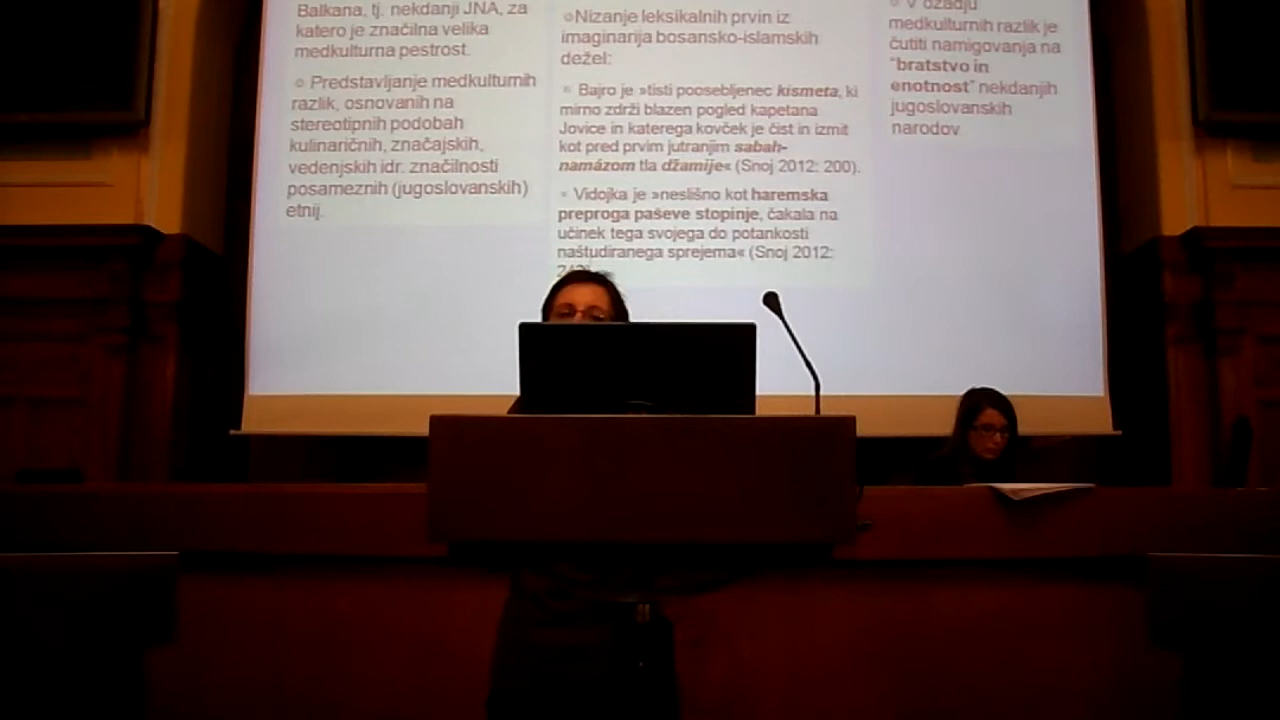 Balkana, tj. nekdanji JNA, za
katero je značilna velika
medkulturna pestrost.
○ Predstavljanje medkulturnih
razlik, osnovanih na
stereotipnih podobah
kulinaričnih, značajskih,
vedenjskih idr. značilnosti
posameznih (jugoslovanskih)
etnij.
○Nizanje leksikalnih prvin iz
imaginarija bosansko-islamskih
dežel:
▫ Bajro je »tisti poosebljenec kismeta, ki
mirno zdrži blazen pogled kapetana
Jovice in katerega kovček je čist in izmit
kot pred prvim jutranjim sabah-
namázom tla džamije« (Snoj 2012: 200).
▫ Vidojka je »neslišno kot haremska
preproga paševe stopinje, čakala na
učinek tega svojega do potankosti
naštudiranega sprejema« (Snoj 2012:
○ V ozadju
medkulturnih razlik je
čutiti namigovanja na
"bratstvo in
enotnost" nekdanjih
jugoslovanskih
narodov.